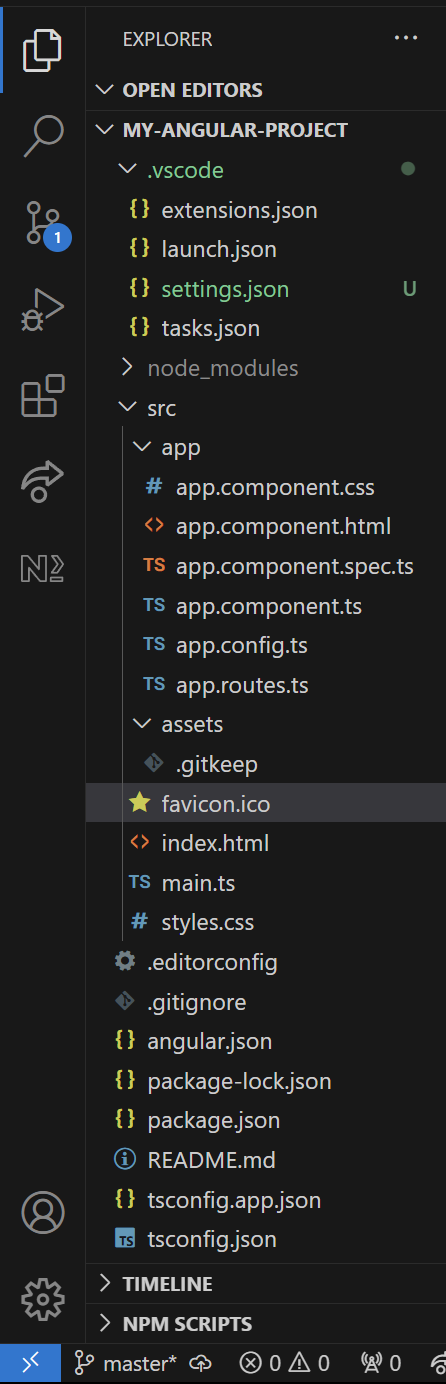 EXPLORER
OPEN EDITORS
MY-ANGULAR-PROJECT
.vscode
{} extensions.json
{} launch.json
{} settings.json U
{} tasks.json
node_modules
src
app
# app.component.css
<> app.component.html
TS app.component.spec.ts
TS app.component.ts
TS app.config.ts
TS app.routes.ts
assets
.gitkeep
favicon.ico
<> index.html
TS main.ts
# styles.css
.editorconfig
.gitignore
{} angular.json
{} package-lock.json
{} package.json
README.md
{} tsconfig.app.json
TS tsconfig.json
TIMELINE
NPM SCRIPTS
master* 0 0 0
1